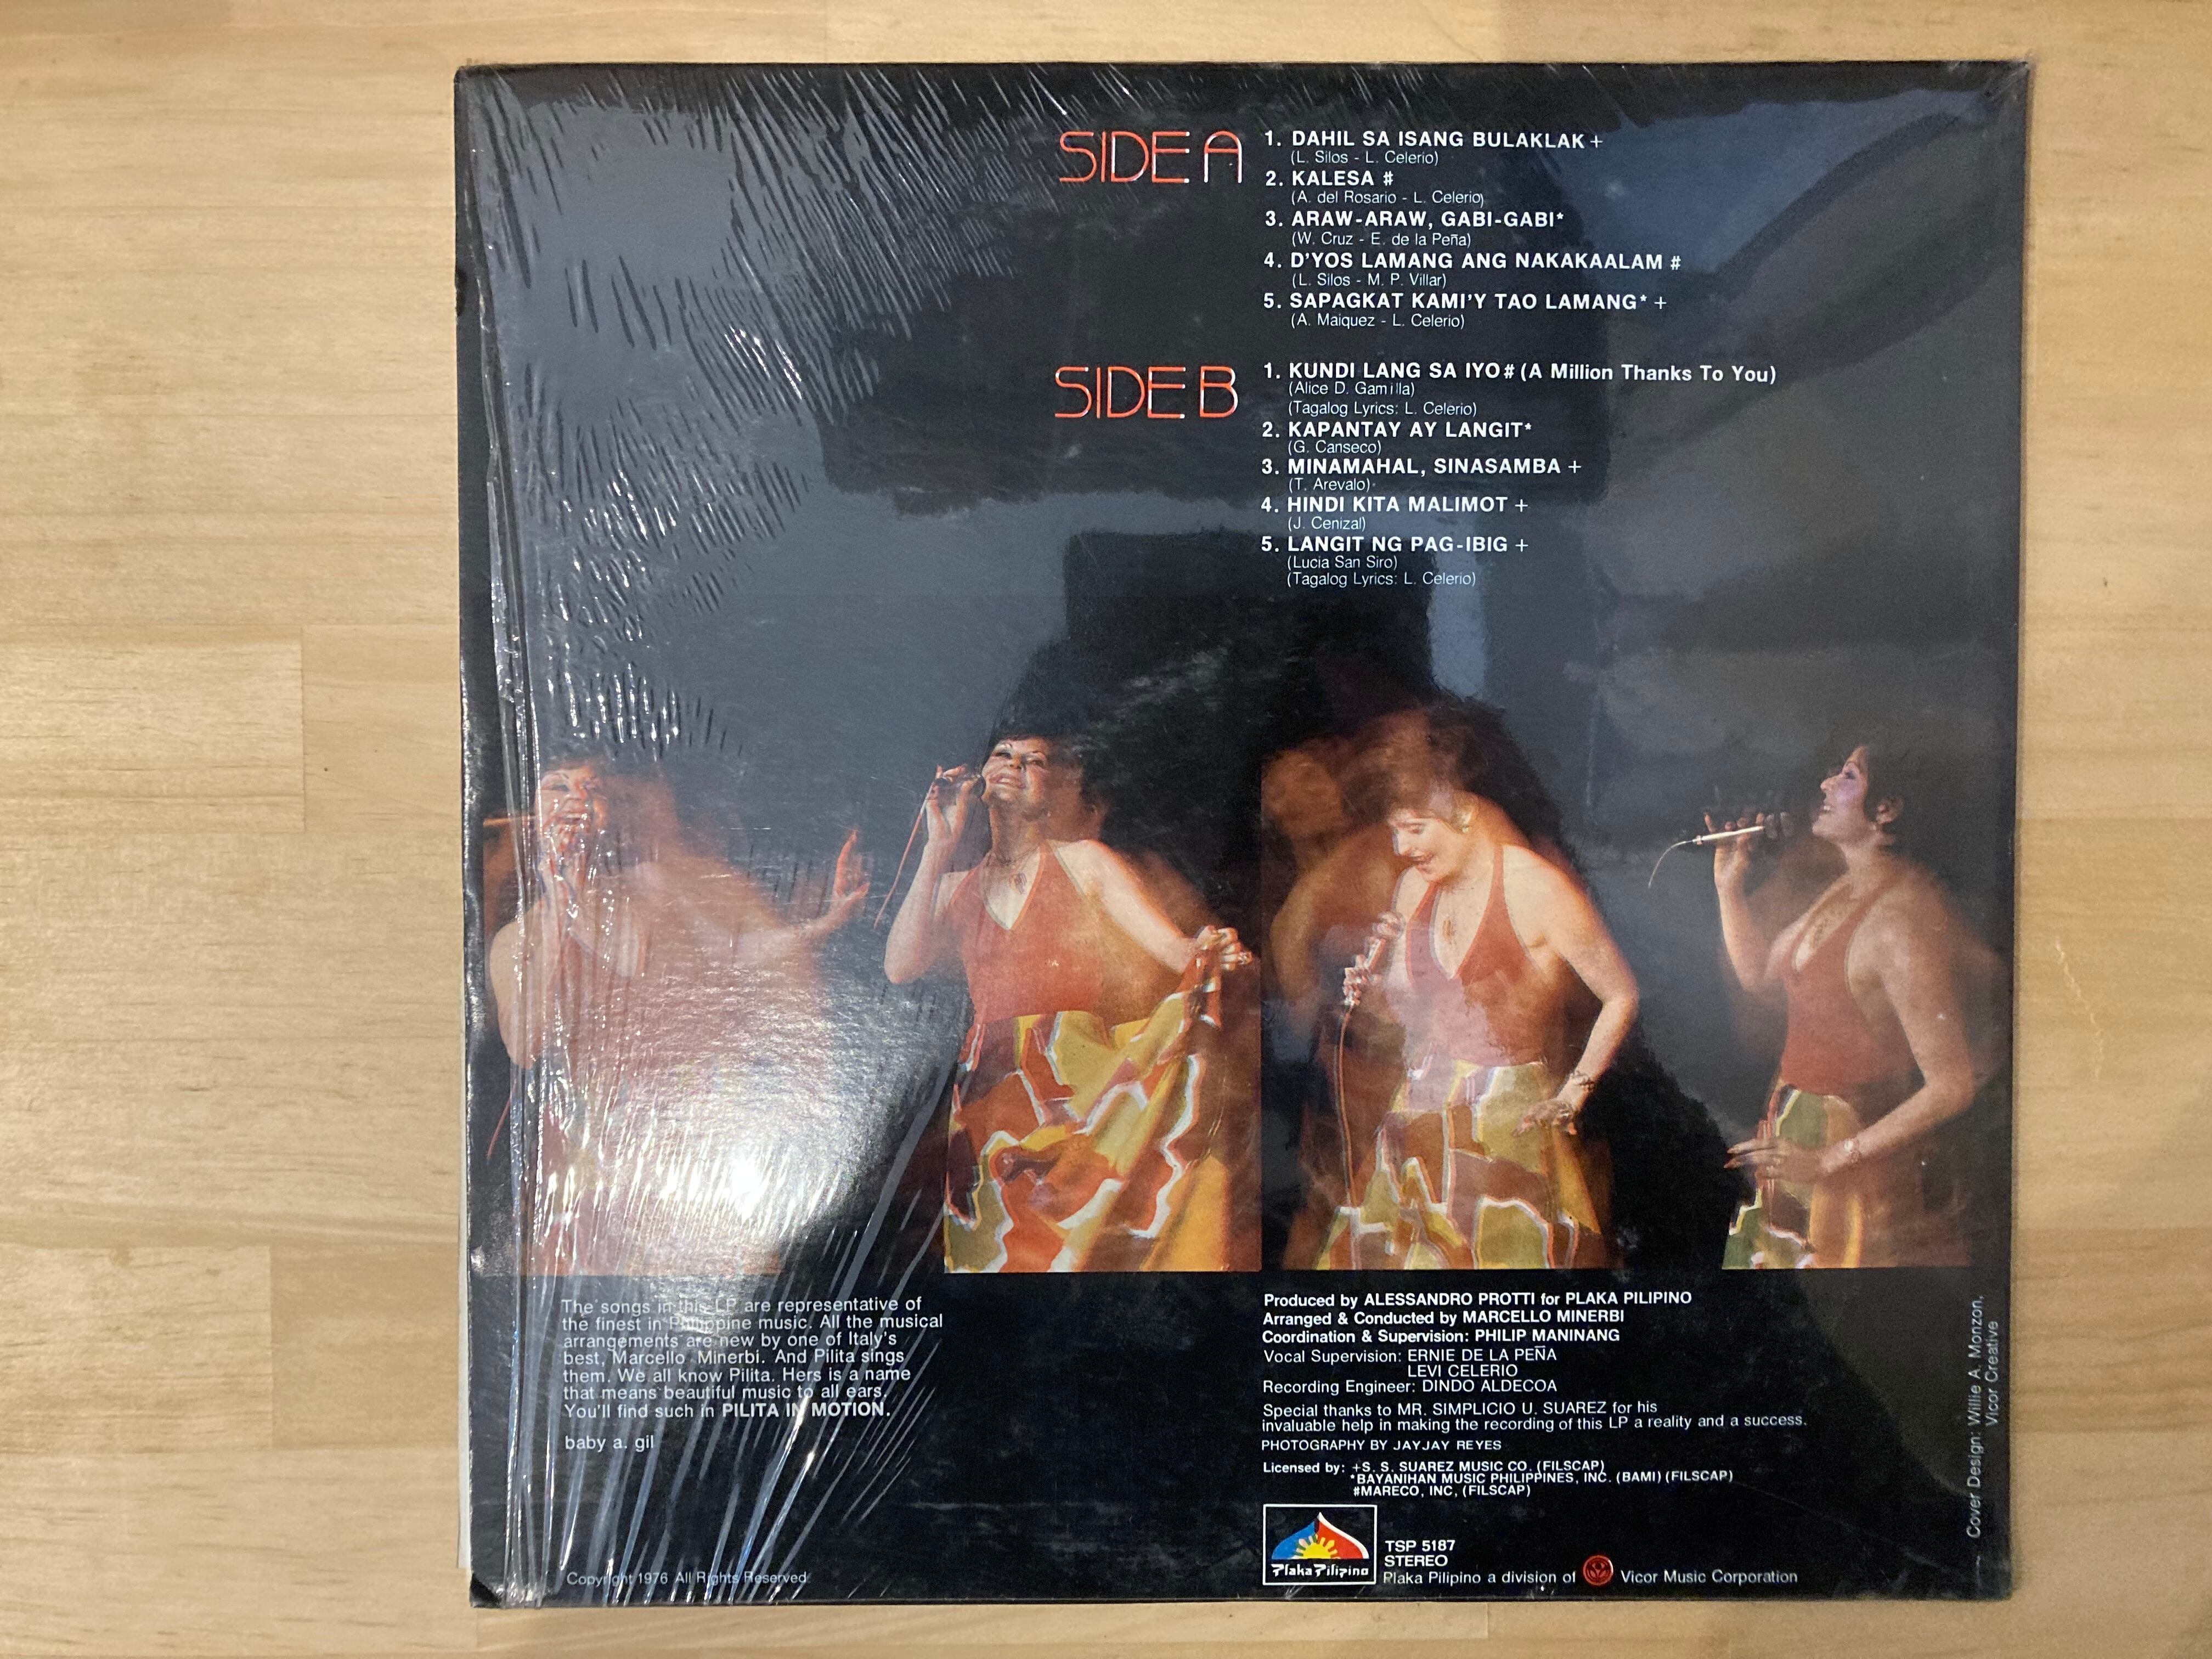 SIDE A
1. DAHIL SA ISANG BULAKLAK +
(L. Silos - L. Celerio)
2. KALESA #
(A. del Rosario - L. Celerio)
3. ARAW-ARAW, GABI-GABI*
(W. Cruz - E. de la Peña)
4. D'YOS LAMANG ANG NAKAKAALAM #
(L. Silos - M. P. Villar)
5. SAPAGKAT KAMI'Y TAO LAMANG* +
(A. Maiquez - L. Celerio)
SIDE B
1. KUNDI LANG SA IYO # (A Million Thanks To You)
(Alice D. Gamilla)
(Tagalog Lyrics: L. Celerio)
2. KAPANTAY AY LANGIT*
(G. Canseco)
3. MINAMAHAL, SINASAMBA +
(T. Arevalo)
4. HINDI KITA MALIMOT +
(J. Cenizal)
5. LANGIT NG PAG-IBIG +
(Lucia San Siro)
(Tagalog Lyrics: L. Celerio)
The songs in this LP are representative of
the finest in Philippine music. All the musical
arrangements are new by one of Italy's
best, Marcello Minerbi. And Pilita sings
them. We all know Pilita. Hers is a name
that means beautiful music to all ears.
You'll find such in PILITA IN MOTION.
baby a. gil
Copyright 1976 All Rights Reserved.
Produced by ALESSANDRO PROTTI for PLAKA PILIPINO
Arranged & Conducted by MARCELLO MINERBI
Coordination & Supervision: PHILIP MANINANG
Vocal Supervision: ERNIE DE LA PEÑA
LEVI CELERIO
Recording Engineer: DINDO ALDECOA
Special thanks to MR. SIMPLICIO U. SUAREZ for his
invaluable help in making the recording of this LP a reality and a success.
PHOTOGRAPHY BY JAYJAY REYES
Licensed by: +S. S. SUAREZ MUSIC CO. (FILSCAP)
*BAYANIHAN MUSIC PHILIPPINES, INC. (BAMI) (FILSCAP)
#MARECO, INC, (FILSCAP)
Plaka Pilipino
TSP 5187
STEREO
Plaka Pilipino a division of Vicor Music Corporation
Cover Design: Willie A. Monzon,
Vicor Creative